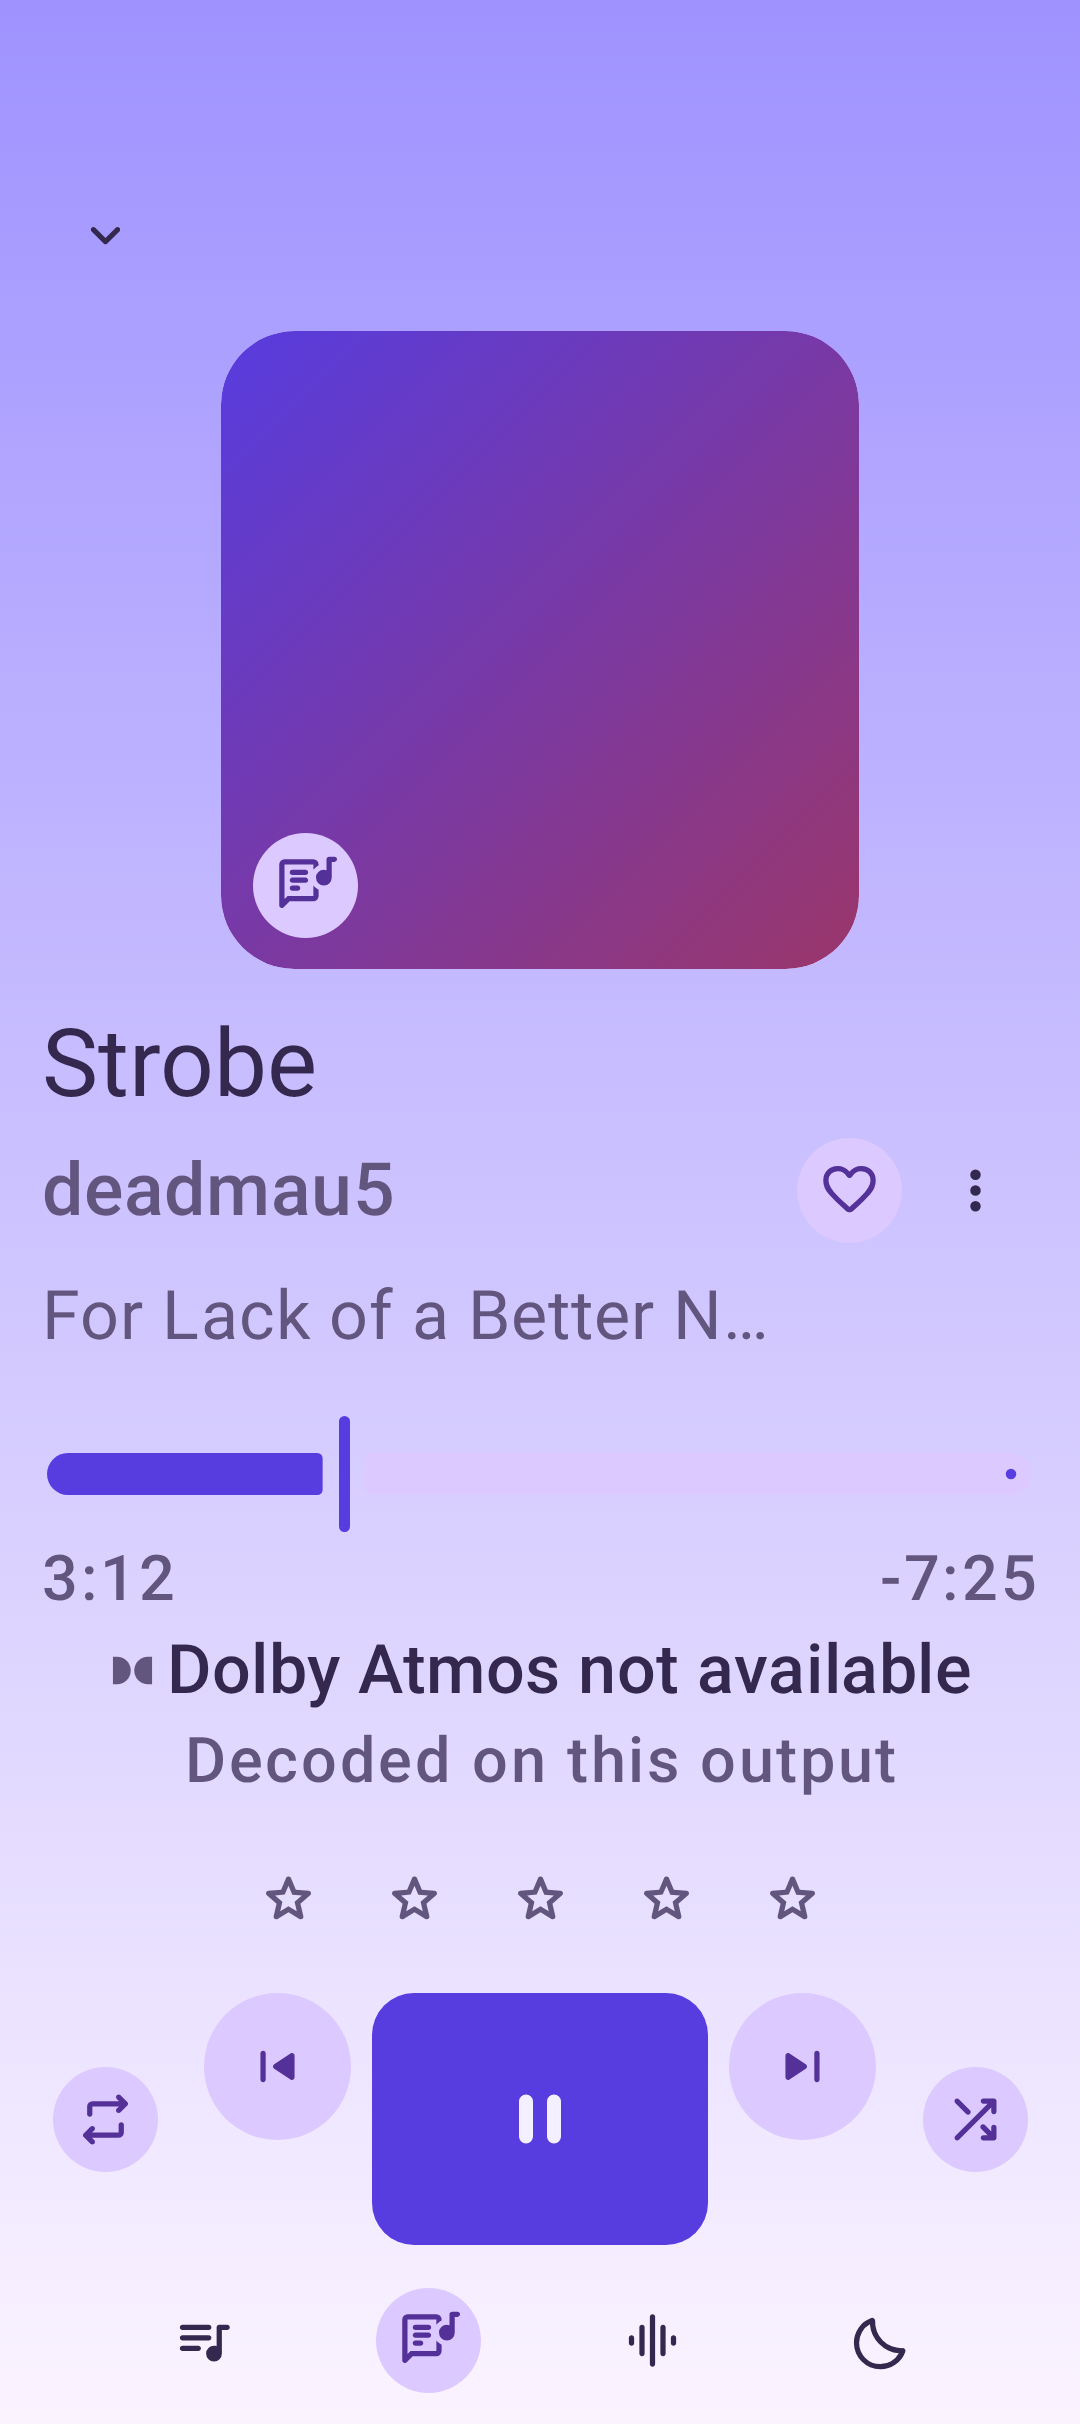 Strobe
deadmau5
For Lack of a Better N…
3:12
-7:25
Dolby Atmos not available
Decoded on this output